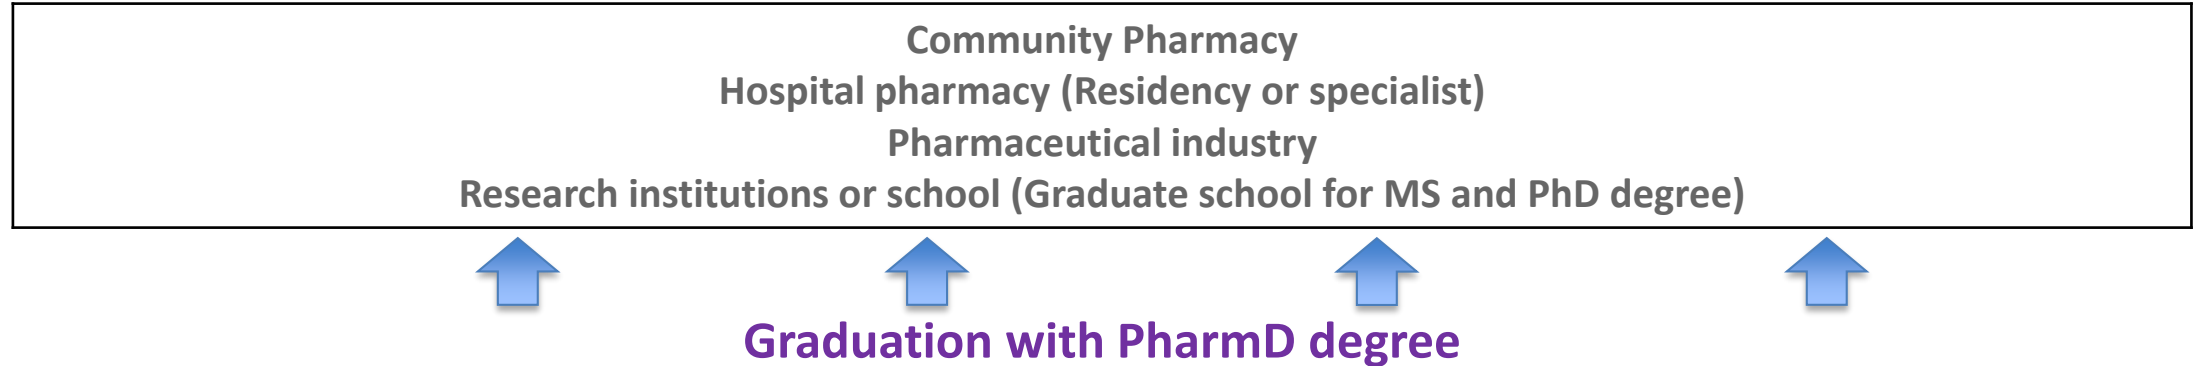 Community Pharmacy
Hospital pharmacy (Residency or specialist)
Pharmaceutical industry
Research institutions or school (Graduate school for MS and PhD degree)
Graduation with PharmD degree